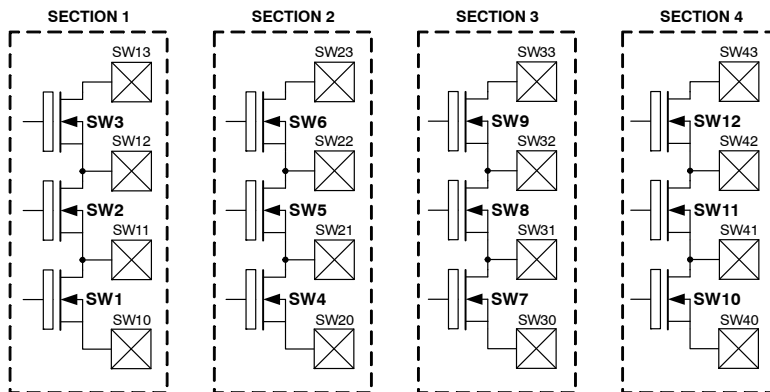 SECTION 1 SECTION 2 SECTION 3 SECTION 4
SW13 SW23 SW33 SW43
SW3 SW6 SW9 SW12
SW12 SW22 SW32 SW42
SW2 SW5 SW8 SW11
SW11 SW21 SW31 SW41
SW1 SW4 SW7 SW10
SW10 SW20 SW30 SW40